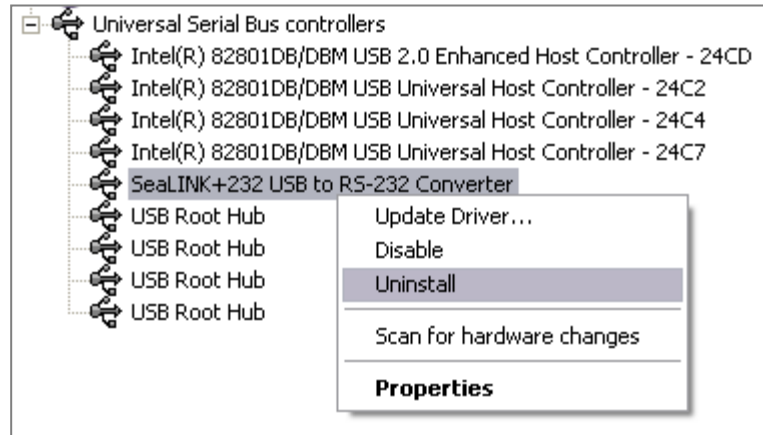 Universal Serial Bus controllers
Intel(R) 82801DB/DBM USB 2.0 Enhanced Host Controller - 24CD
Intel(R) 82801DB/DBM USB Universal Host Controller - 24C2
Intel(R) 82801DB/DBM USB Universal Host Controller - 24C4
Intel(R) 82801DB/DBM USB Universal Host Controller - 24C7
SeaLINK+232 USB to RS-232 Converter
USB Root Hub
USB Root Hub
USB Root Hub
USB Root Hub
Update Driver...
Disable
Uninstall
Scan for hardware changes
Properties